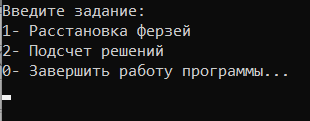 Введите задание:
1- Расстановка ферзей
2- Подсчет решений
0- Завершить работу программы...